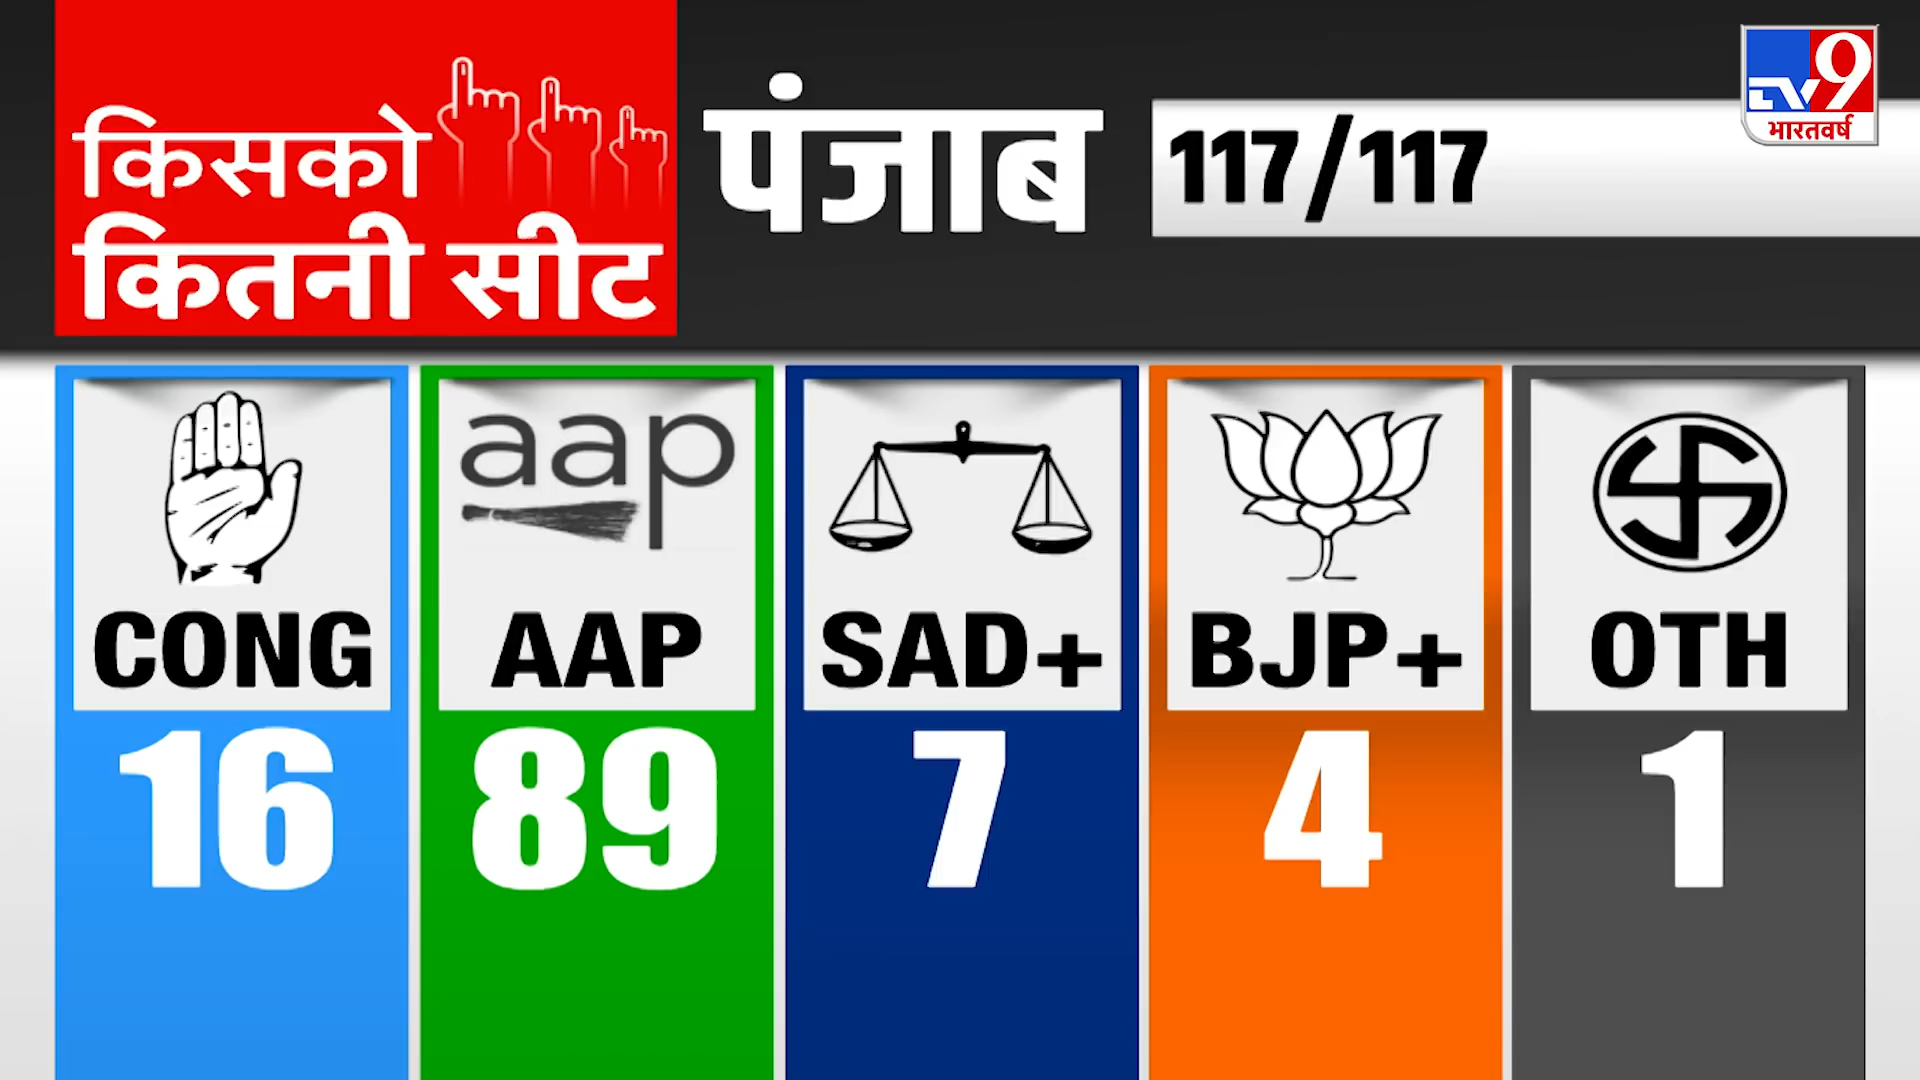 किसको
कितनी सीट
पंजाब
117/117
TV9
भारतवर्ष
aap
CONG
AAP
SAD+
BJP+
OTH
16
89
7
4
1